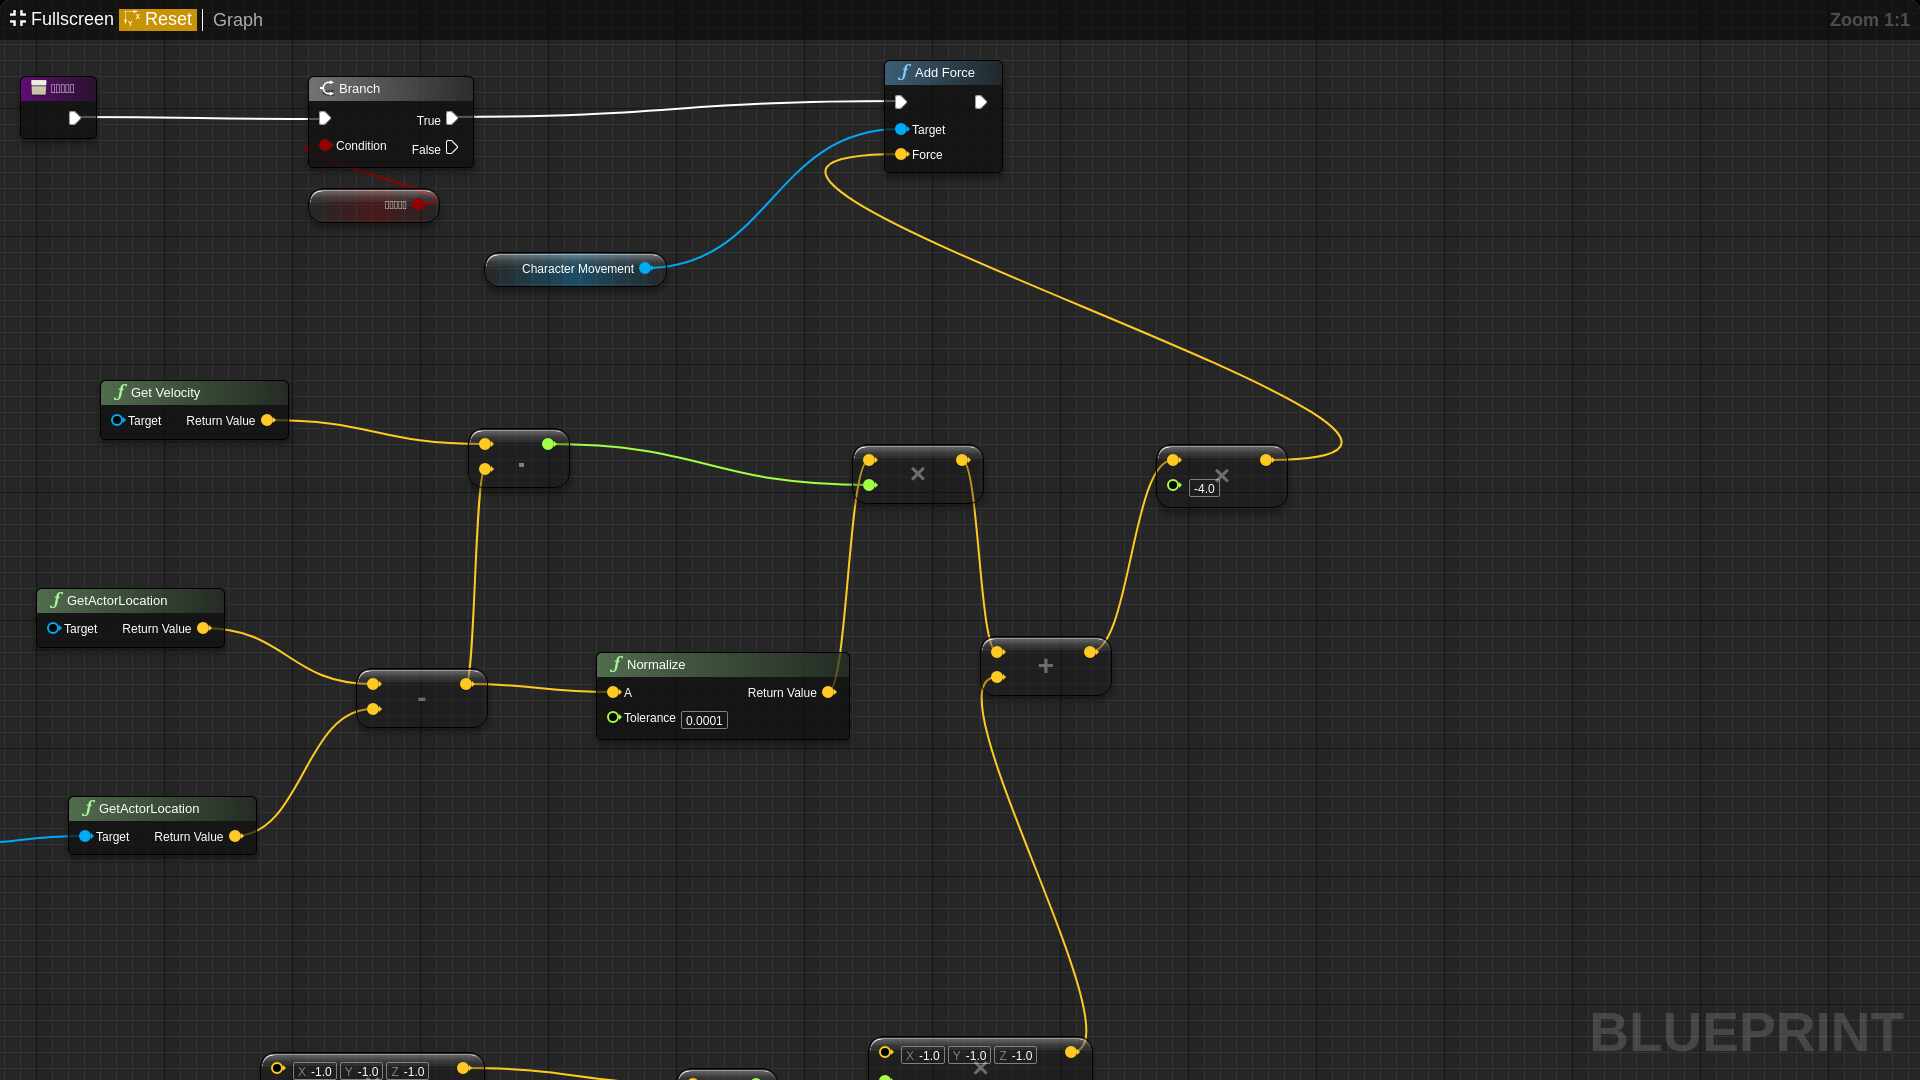 Fullscreen Reset Graph Zoom 1:1
Branch
True
Condition False
Add Force
Target
Force
Character Movement
Get Velocity
Target Return Value
-4.0
GetActorLocation
Target Return Value
-
+
Normalize
A Return Value
Tolerance 0.0001
GetActorLocation
Target Return Value
X -1.0 Y -1.0 Z -1.0
X -1.0 Y -1.0 Z -1.0
BLUEPRINT